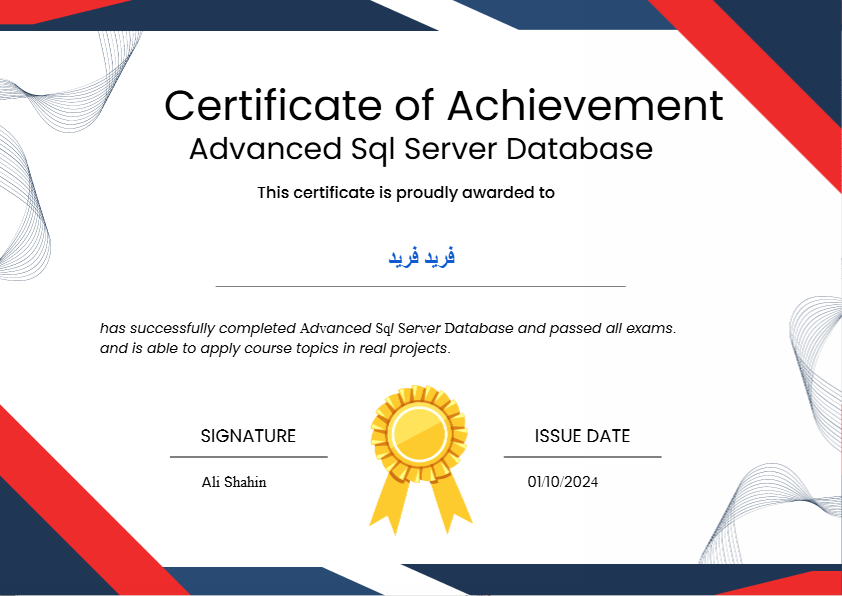 Certificate of Achievement
Advanced Sql Server Database
This certificate is proudly awarded to
فريد فريد
has successfully completed Advanced Sql Server Database and passed all exams.
and is able to apply course topics in real projects.
SIGNATURE
ISSUE DATE
Ali Shahin
01/10/2024